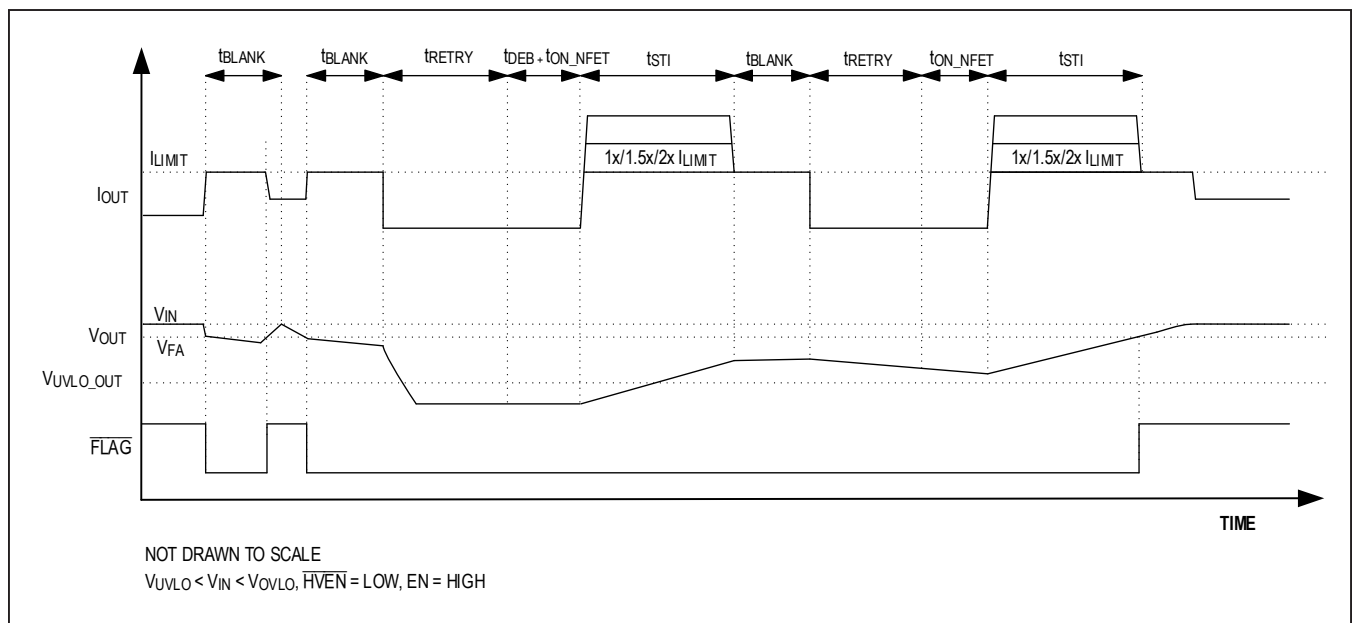 tBLANK tBLANK tRETRY tDEB + tON_NFET tSTI tBLANK tRETRY tON_NFET tSTI
ILIMIT
1x/1.5x/2x ILIMIT 1x/1.5x/2x ILIMIT
IOUT
VIN
VOUT
VFA
VUVLO_OUT
FLAG
TIME
NOT DRAWN TO SCALE
VUVLO < VIN < VOVLO, HVEN = LOW, EN = HIGH